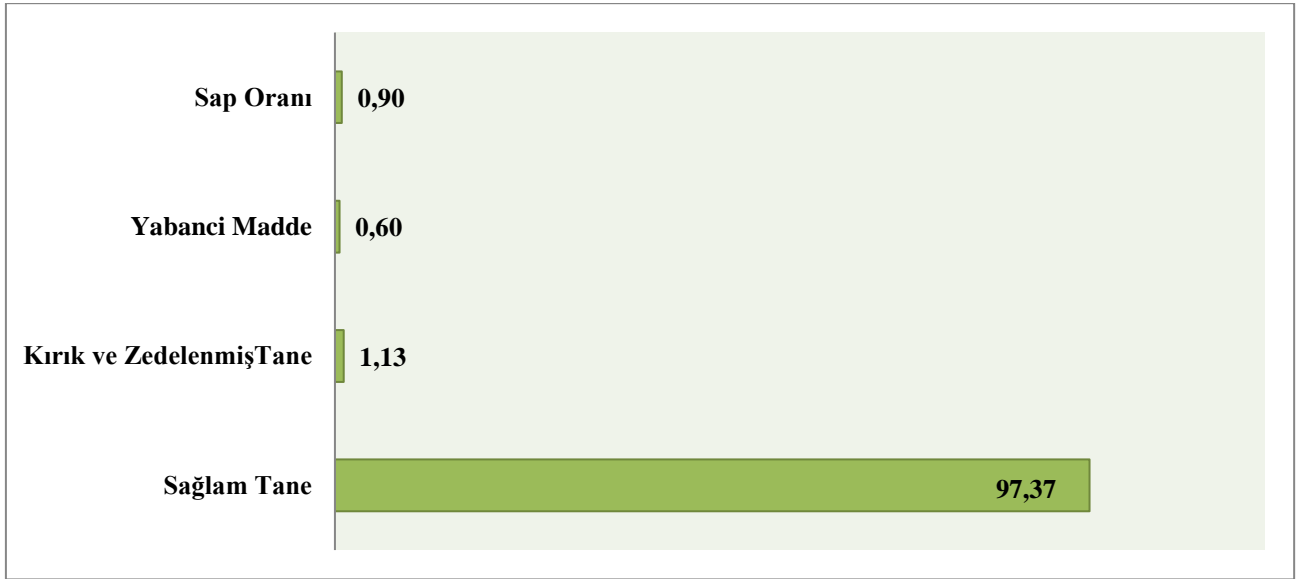 Sap Oranı 0,90
Yabanci Madde 0,60
Kırık ve ZedelenmişTane 1,13
Sağlam Tane 97,37